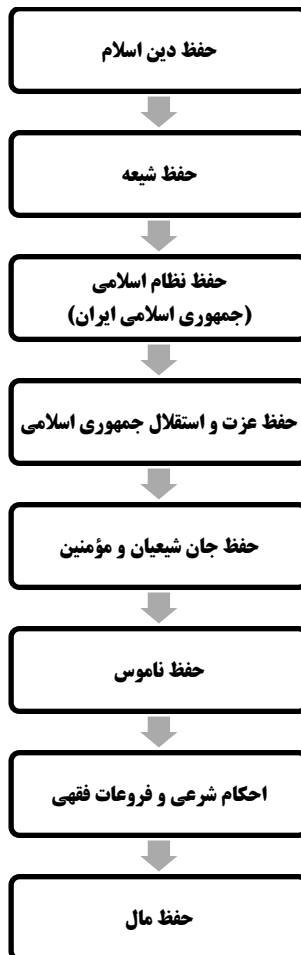 حفظ دین اسلام
حفظ شیعه
حفظ نظام اسلامی
(جمهوری اسلامی ایران)
حفظ عزت و استقلال جمهوری اسلامی
حفظ جان شیعیان و مؤمنین
حفظ ناموس
احکام شرعی و فروعات فقهی
حفظ مال